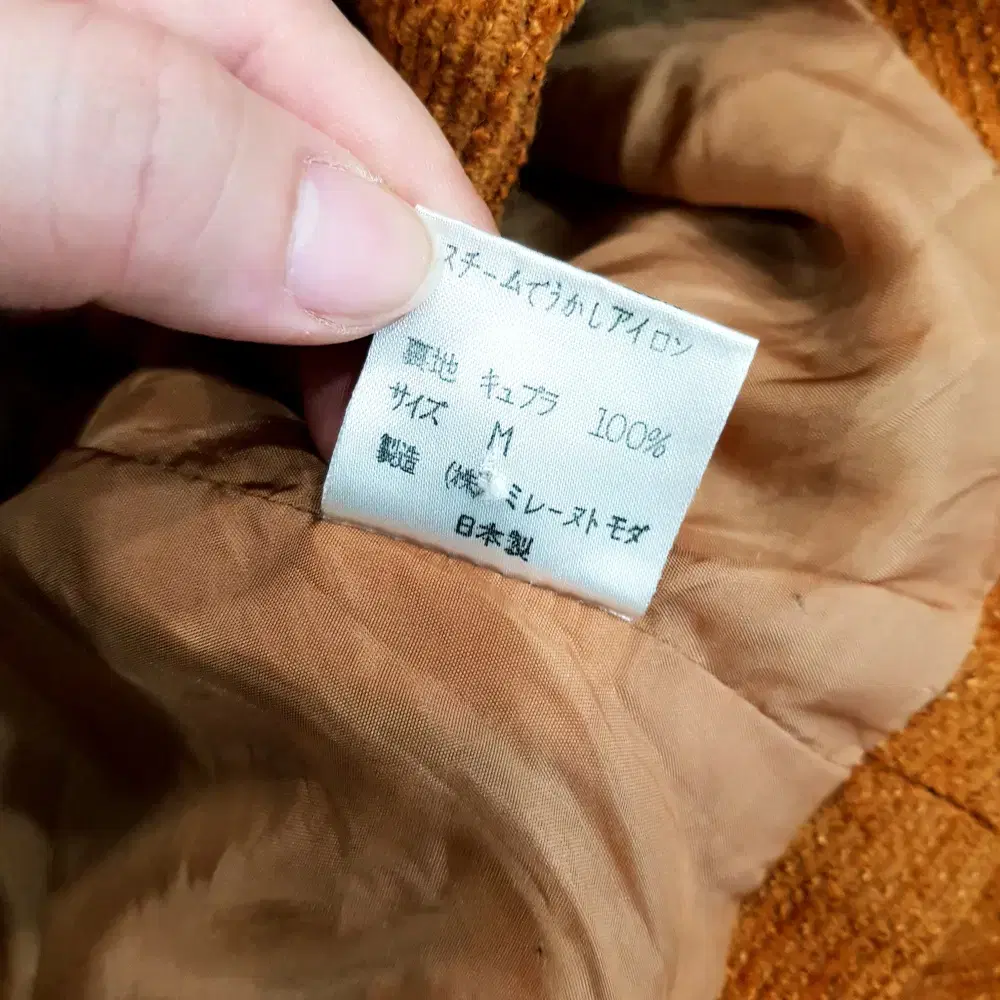 スチームでうかしアイロン
裏地 キュプラ 100%
サイズ M
製造 (株) ミレーヌトモダ
日本製